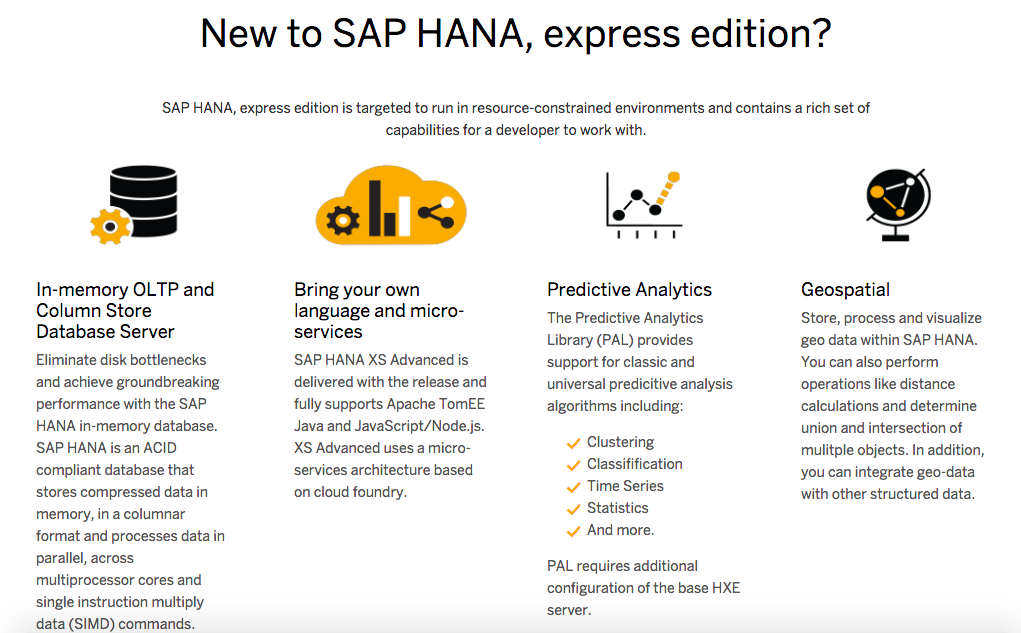 New to SAP HANA, express edition?
SAP HANA, express edition is targeted to run in resource-constrained environments and contains a rich set of
capabilities for a developer to work with.
In-memory OLTP and
Column Store
Database Server
Eliminate disk bottlenecks
and achieve groundbreaking
performance with the SAP
HANA in-memory database.
SAP HANA is an ACID
compliant database that
stores compressed data in
memory, in a columnar
format and processes data in
parallel, across
multiprocessor cores and
single instruction multiply
data (SIMD) commands.
Bring your own
language and micro-
services
SAP HANA XS Advanced is
delivered with the release and
fully supports Apache TomEE
Java and JavaScript/Node.js.
XS Advanced uses a micro-
services architecture based
on cloud foundry.
Predictive Analytics
The Predictive Analytics
Library (PAL) provides
support for classic and
universal predicitive analysis
algorithms including:
Clustering
Classifification
Time Series
Statistics
And more.
PAL requires additional
configuration of the base HXE
server.
Geospatial
Store, process and visualize
geo data within SAP HANA.
You can also perform
operations like distance
calculations and determine
union and intersection of
mulitple objects. In addition,
you can integrate geo-data
with other structured data.